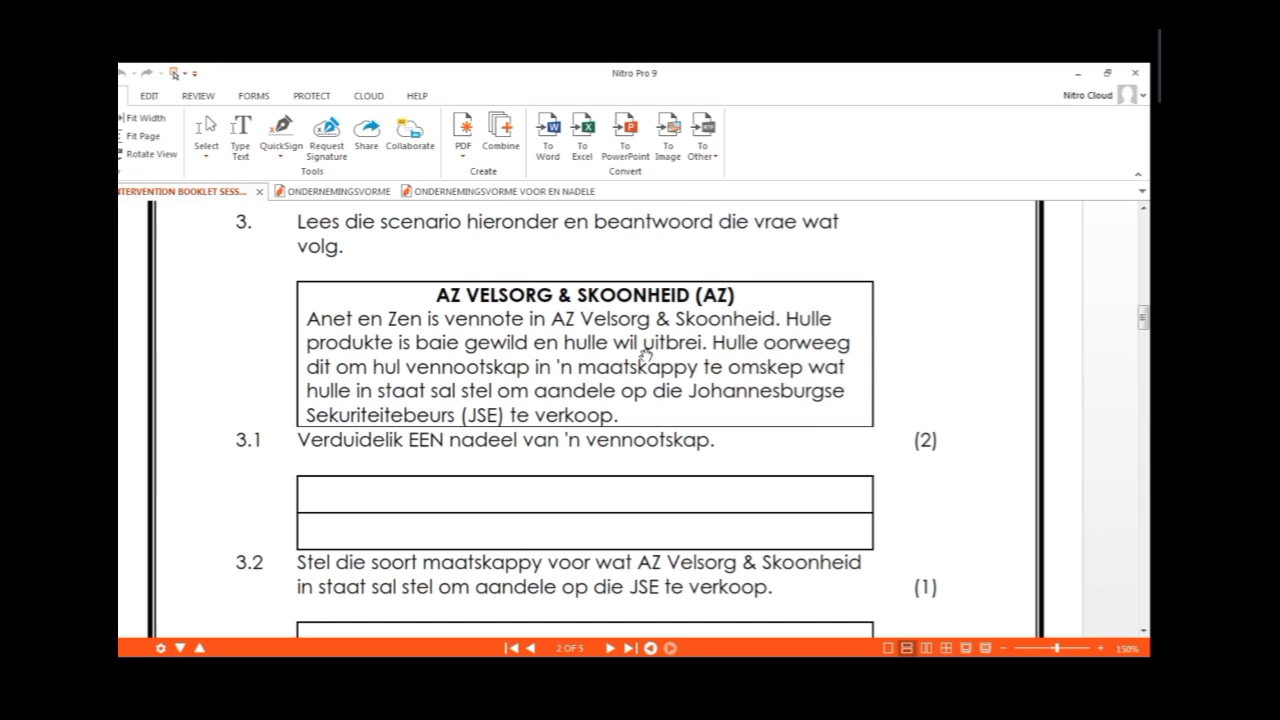 Nitro Pro 9
EDIT REVIEW FORMS PROTECT CLOUD HELP
Nitro Cloud
Fit Width
Fit Page
Rotate View
Select
Type Text
QuickSign
Request Signature
Share
Collaborate
Tools
PDF
Combine
Create
To Word
To Excel
To PowerPoint
To Image
To Other
Convert
NTERVENTION BOOKLET SESS... ONDERNEMINGSVORME ONDERNEMINGSVORME VOOR EN NADELE
3. Lees die scenario hieronder en beantwoord die vrae wat
volg.
AZ VELSORG & SKOONHEID (AZ)
Anet en Zen is vennote in AZ Velsorg & Skoonheid. Hulle
produkte is baie gewild en hulle wil uitbrei. Hulle oorweeg
dit om hul vennootskap in 'n maatskappy te omskep wat
hulle in staat sal stel om aandele op die Johannesburgse
Sekuriteitebeurs (JSE) te verkoop.
3.1 Verduidelik EEN nadeel van 'n vennootskap. (2)
3.2 Stel die soort maatskappy voor wat AZ Velsorg & Skoonheid
in staat sal stel om aandele op die JSE te verkoop. (1)
2 OF 5
150%